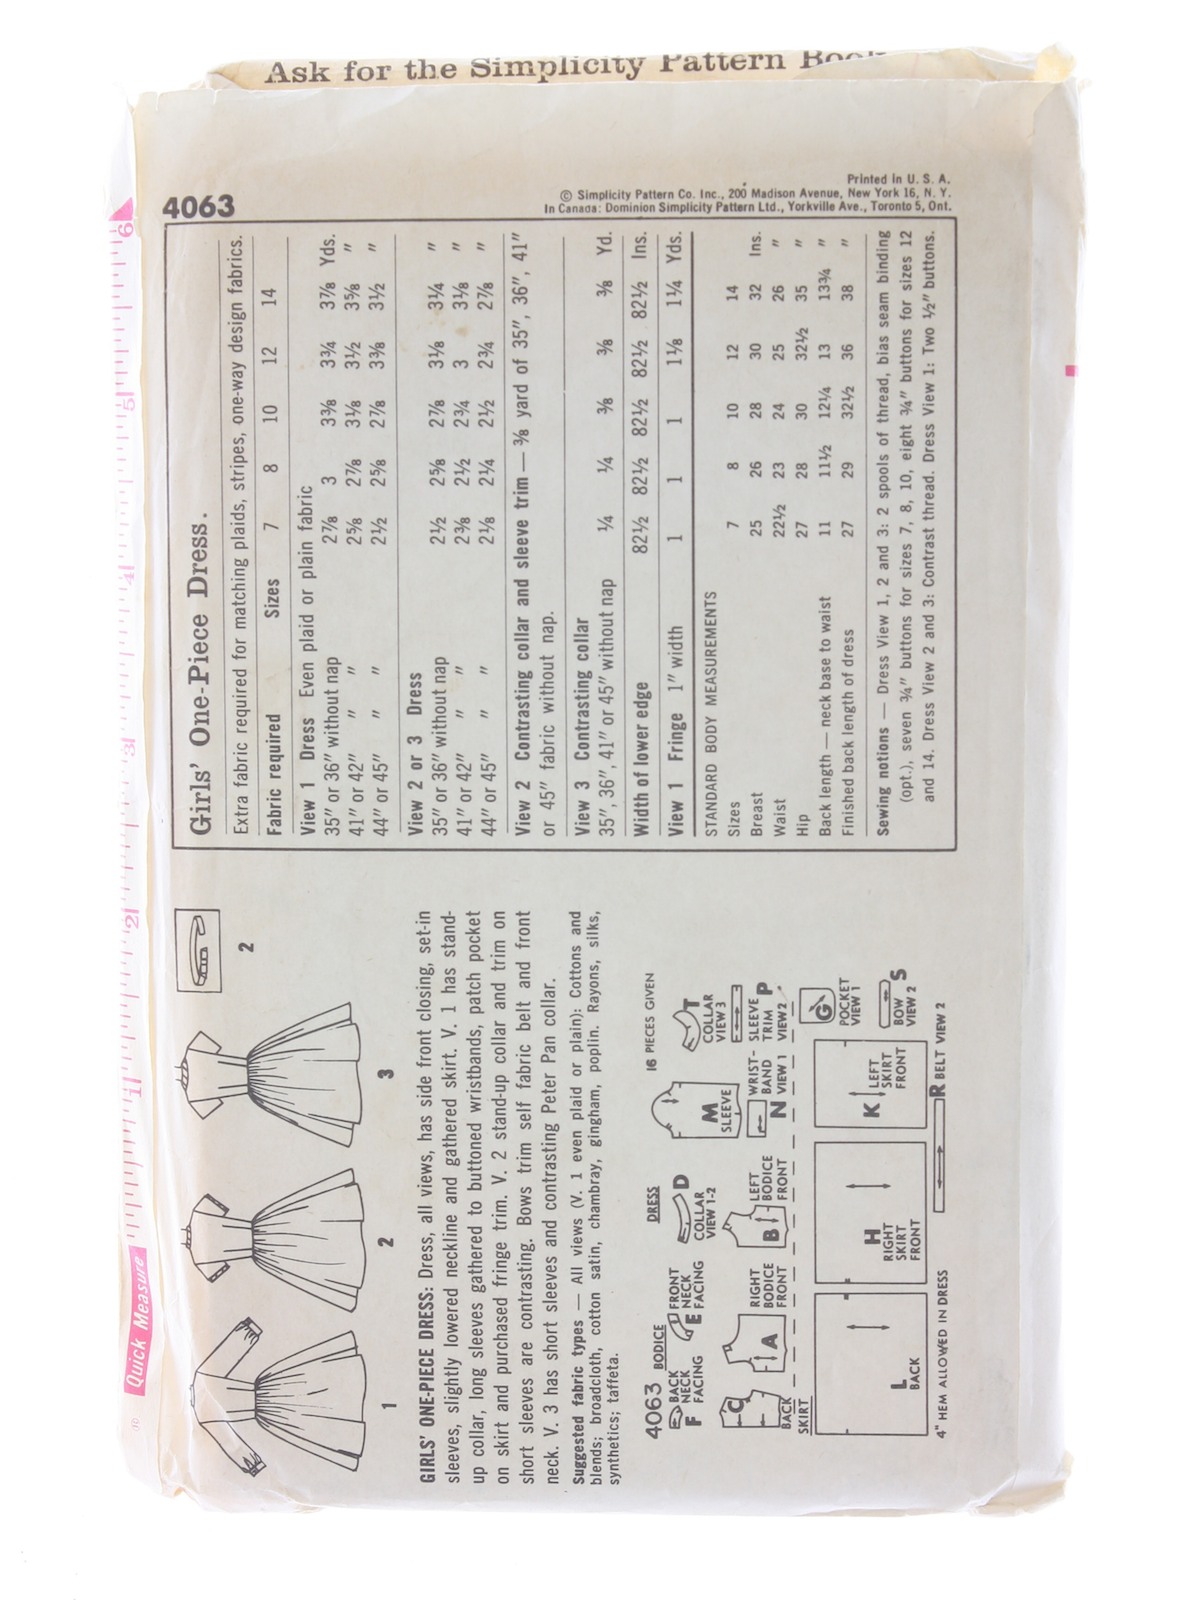 Ask for the Simplicity Pattern
4063
Printed in U. S. A.
© Simplicity Pattern Co. Inc., 200 Madison Avenue, New York 16, N. Y.
In Canada: Dominion Simplicity Pattern Ltd., Yorkville Ave., Toronto 5, Ont.
Quick Measure
1 2 3 4 5 6
1 2 3 2
GIRLS' ONE-PIECE DRESS: Dress, all views, has side front closing, set-in
sleeves, slightly lowered neckline and gathered skirt. V. 1 has stand-
up collar, long sleeves gathered to buttoned wristbands, patch pocket
on skirt and purchased fringe trim. V. 2 stand-up collar and trim on
short sleeves are contrasting. Bows trim self fabric belt and front
neck. V. 3 has short sleeves and contrasting Peter Pan collar.
Suggested fabric types — All views (V. 1 even plaid or plain): Cottons and
blends; broadcloth, cotton satin, chambray, gingham, poplin. Rayons, silks,
synthetics; taffeta.
4063 BODICE DRESS 16 PIECES GIVEN
F BACK NECK FACING
E FRONT NECK FACING
D COLLAR VIEW 1-2
M SLEEVE
T COLLAR VIEW 3
C BACK
A RIGHT BODICE FRONT
B LEFT BODICE FRONT
N WRIST-BAND VIEW 1
P SLEEVE TRIM VIEW 2
SKIRT
L BACK
H RIGHT SKIRT FRONT
K LEFT SKIRT FRONT
G POCKET VIEW 1
S BOW VIEW 2
4" HEM ALLOWED IN DRESS
R BELT VIEW 2
Girls' One-Piece Dress.
Extra fabric required for matching plaids, stripes, one-way design fabrics.
Fabric required Sizes 7 8 10 12 14
View 1 Dress Even plaid or plain fabric
35" or 36" without nap 2⅞ 3 3⅜ 3¾ 3⅞ Yds.
41" or 42" " " 2⅝ 2⅞ 3⅛ 3½ 3⅝ "
44" or 45" " " 2½ 2⅝ 2⅞ 3⅜ 3½ "
View 2 or 3 Dress
35" or 36" without nap 2½ 2⅝ 2⅞ 3⅛ 3¼ "
41" or 42" " " 2⅜ 2½ 2¾ 3 3⅛ "
44" or 45" " " 2⅛ 2¼ 2½ 2¾ 2⅞ "
View 2 Contrasting collar and sleeve trim — ⅜ yard of 35", 36", 41"
or 45" fabric without nap.
View 3 Contrasting collar
35", 36", 41" or 45" without nap ¼ ¼ ⅜ ⅜ ⅜ Yd.
Width of lower edge 82½ 82½ 82½ 82½ 82½ Ins.
View 1 Fringe 1" width 1 1 1 1⅛ 1¼ Yds.
STANDARD BODY MEASUREMENTS
Sizes 7 8 10 12 14
Breast 25 26 28 30 32 Ins.
Waist 22½ 23 24 25 26 "
Hip 27 28 30 32½ 35 "
Back length — neck base to waist 11 11½ 12¼ 13 13¾ "
Finished back length of dress 27 29 32½ 36 38 "
Sewing notions — Dress View 1, 2 and 3: 2 spools of thread, bias seam binding
(opt.), seven ¾" buttons for sizes 7, 8, 10, eight ¾" buttons for sizes 12
and 14. Dress View 2 and 3: Contrast thread. Dress View 1: Two ½" buttons.